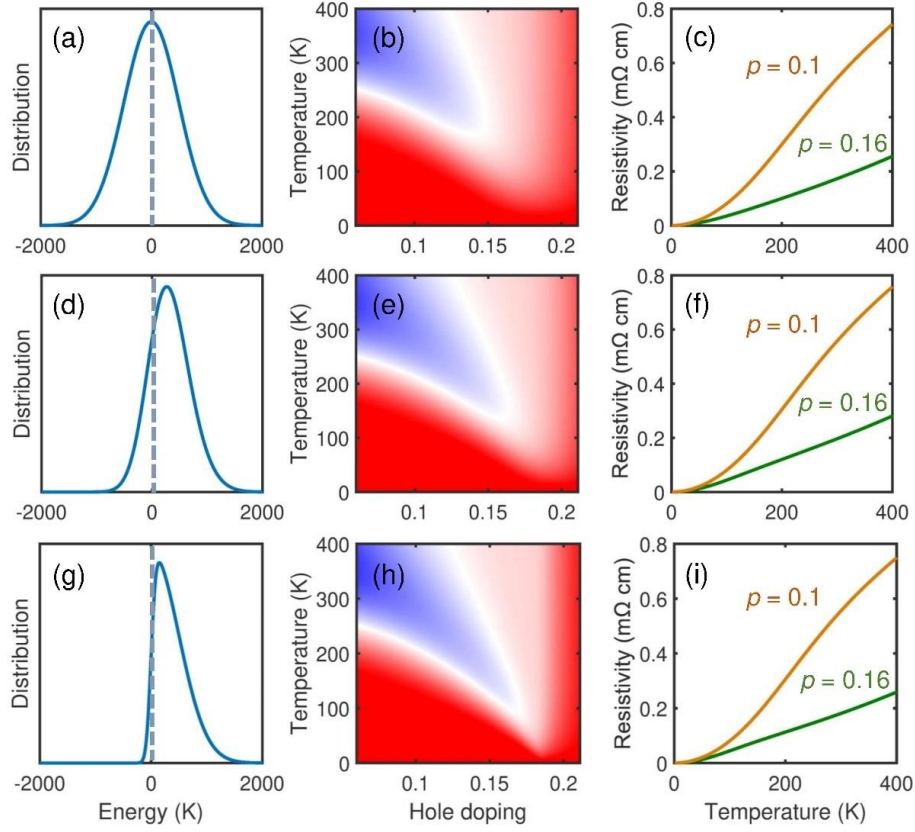 (a)
Distribution
-2000 0 2000
(b)
Temperature (K)
400
300
200
100
0
0.1 0.15 0.2
(c)
Resistivity (mΩ cm)
0.8
0.6
0.4
0.2
0
0 200 400
p = 0.1
p = 0.16
(d)
Distribution
-2000 0 2000
(e)
Temperature (K)
400
300
200
100
0
0.1 0.15 0.2
(f)
Resistivity (mΩ cm)
0.8
0.6
0.4
0.2
0
0 200 400
p = 0.1
p = 0.16
(g)
Distribution
-2000 0 2000
Energy (K)
(h)
Temperature (K)
400
300
200
100
0
0.1 0.15 0.2
Hole doping
(i)
Resistivity (mΩ cm)
0.8
0.6
0.4
0.2
0
0 200 400
Temperature (K)
p = 0.1
p = 0.16